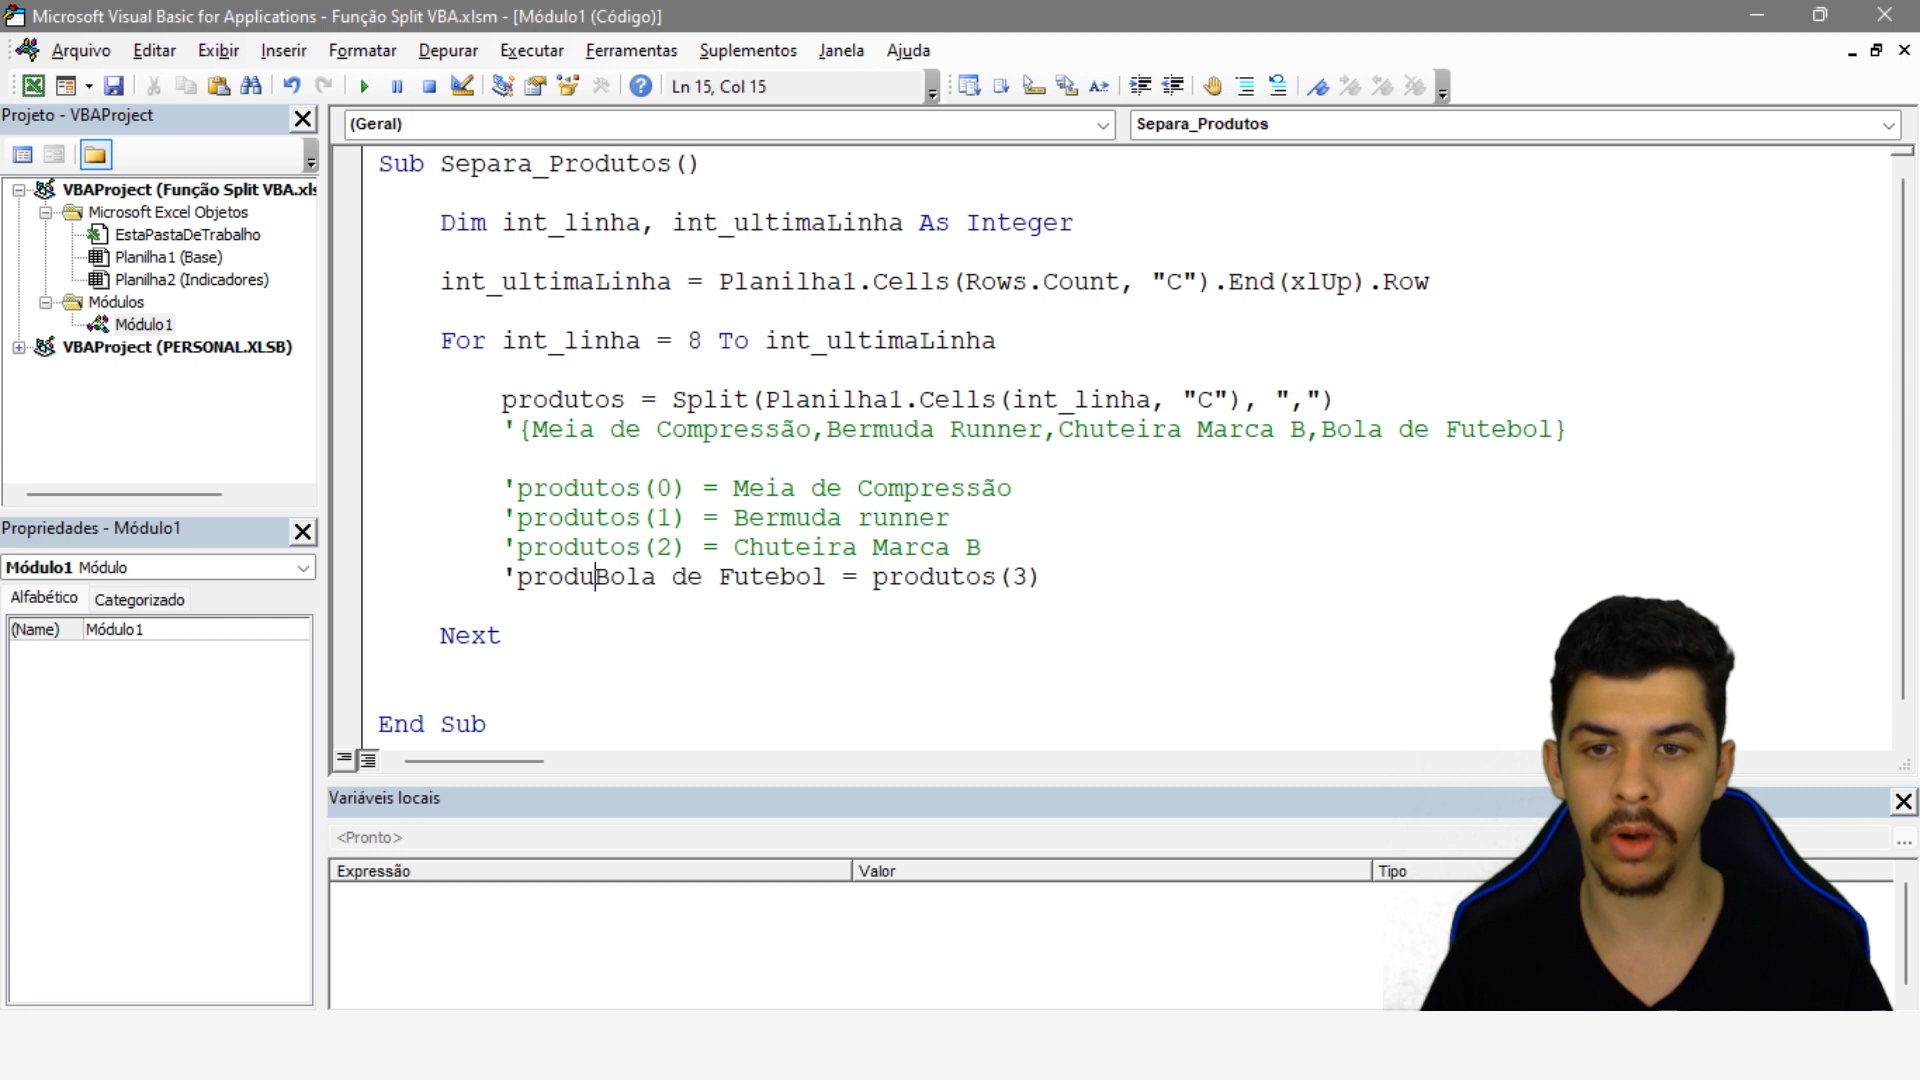 Microsoft Visual Basic for Applications - Função Split VBA.xlsm - [Módulo1 (Código)]
Arquivo Editar Exibir Inserir Formatar Depurar Executar Ferramentas Suplementos Janela Ajuda
Ln 15, Col 15
Projeto - VBAProject
VBAProject (Função Split VBA.xls
Microsoft Excel Objetos
EstaPastaDeTrabalho
Planilha1 (Base)
Planilha2 (Indicadores)
Módulos
Módulo1
VBAProject (PERSONAL.XLSB)
Propriedades - Módulo1
Módulo1 Módulo
Alfabético Categorizado
(Name) Módulo1
(Geral) Separa_Produtos
Sub Separa_Produtos()
Dim int_linha, int_ultimaLinha As Integer
int_ultimaLinha = Planilha1.Cells(Rows.Count, "C").End(xlUp).Row
For int_linha = 8 To int_ultimaLinha
produtos = Split(Planilha1.Cells(int_linha, "C"), ",")
'{Meia de Compressão,Bermuda Runner,Chuteira Marca B,Bola de Futebol}
'produtos(0) = Meia de Compressão
'produtos(1) = Bermuda runner
'produtos(2) = Chuteira Marca B
'produBola de Futebol = produtos(3)
Next
End Sub
Variáveis locais
<Pronto>
Expressão Valor Tipo